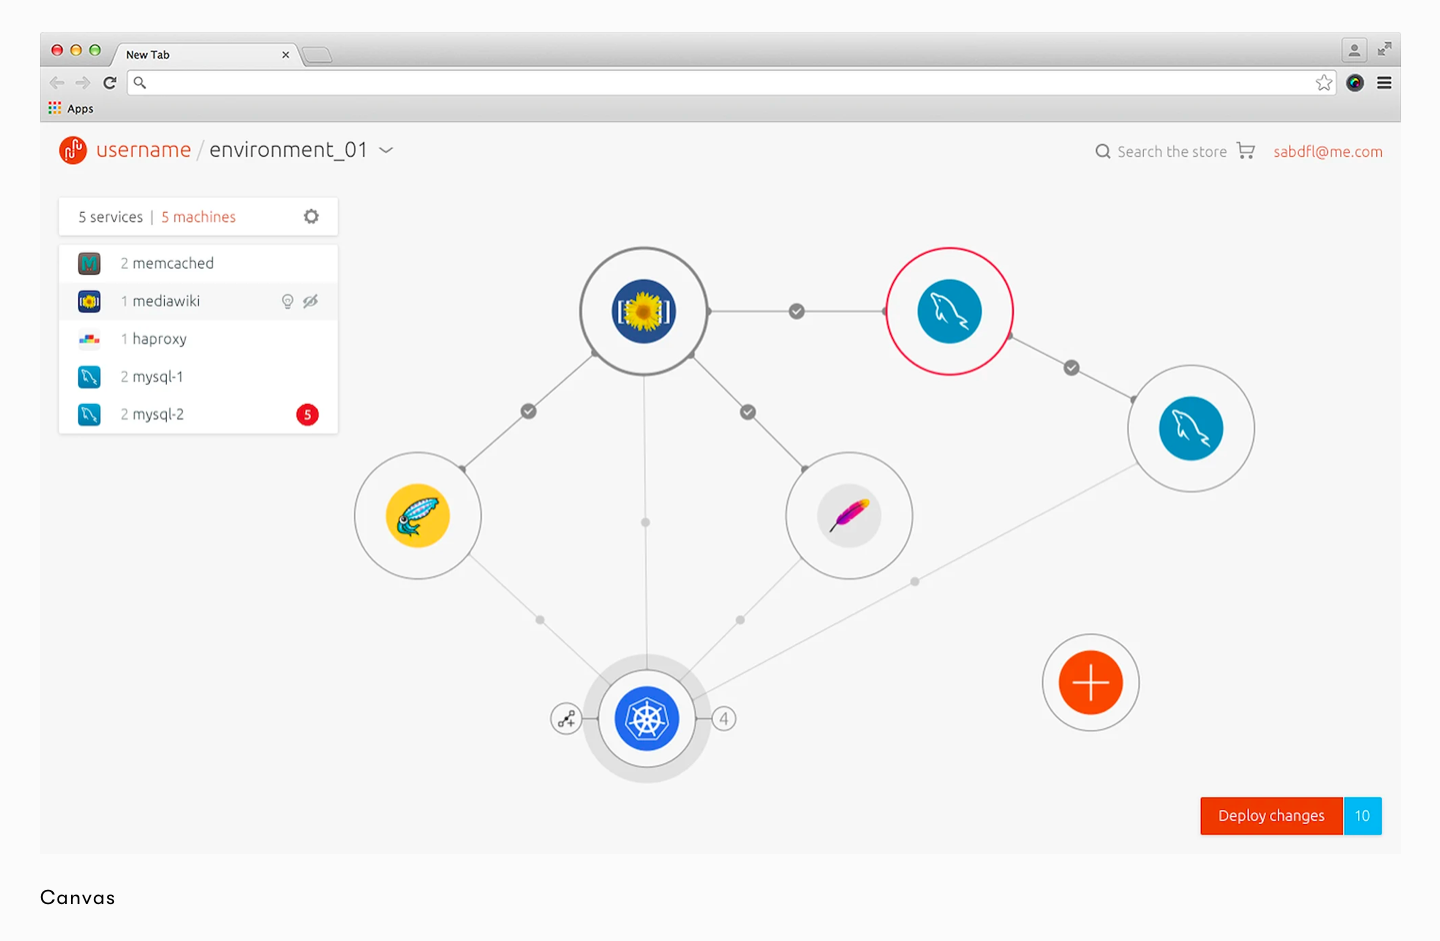 New Tab
Apps
username / environment_01
Search the store
sabdfl@me.com
5 services | 5 machines
2 memcached
1 mediawiki
1 haproxy
2 mysql-1
2 mysql-2 5
4
Deploy changes 10
Canvas